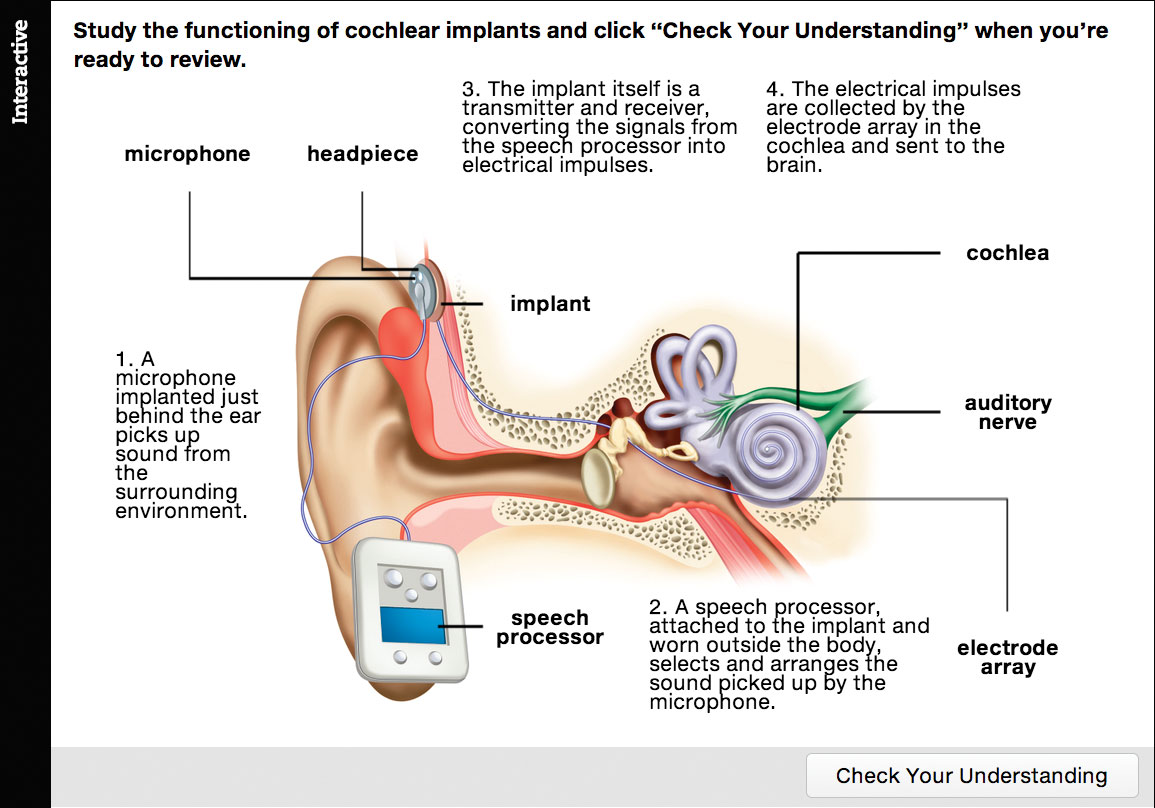 Interactive
Study the functioning of cochlear implants and click “Check Your Understanding” when you’re
ready to review.
microphone
headpiece
3. The implant itself is a
transmitter and receiver,
converting the signals from
the speech processor into
electrical impulses.
4. The electrical impulses
are collected by the
electrode array in the
cochlea and sent to the
brain.
cochlea
implant
1. A
microphone
implanted just
behind the ear
picks up
sound from
the
surrounding
environment.
auditory
nerve
speech
processor
2. A speech processor,
attached to the implant and
worn outside the body,
selects and arranges the
sound picked up by the
microphone.
electrode
array
Check Your Understanding